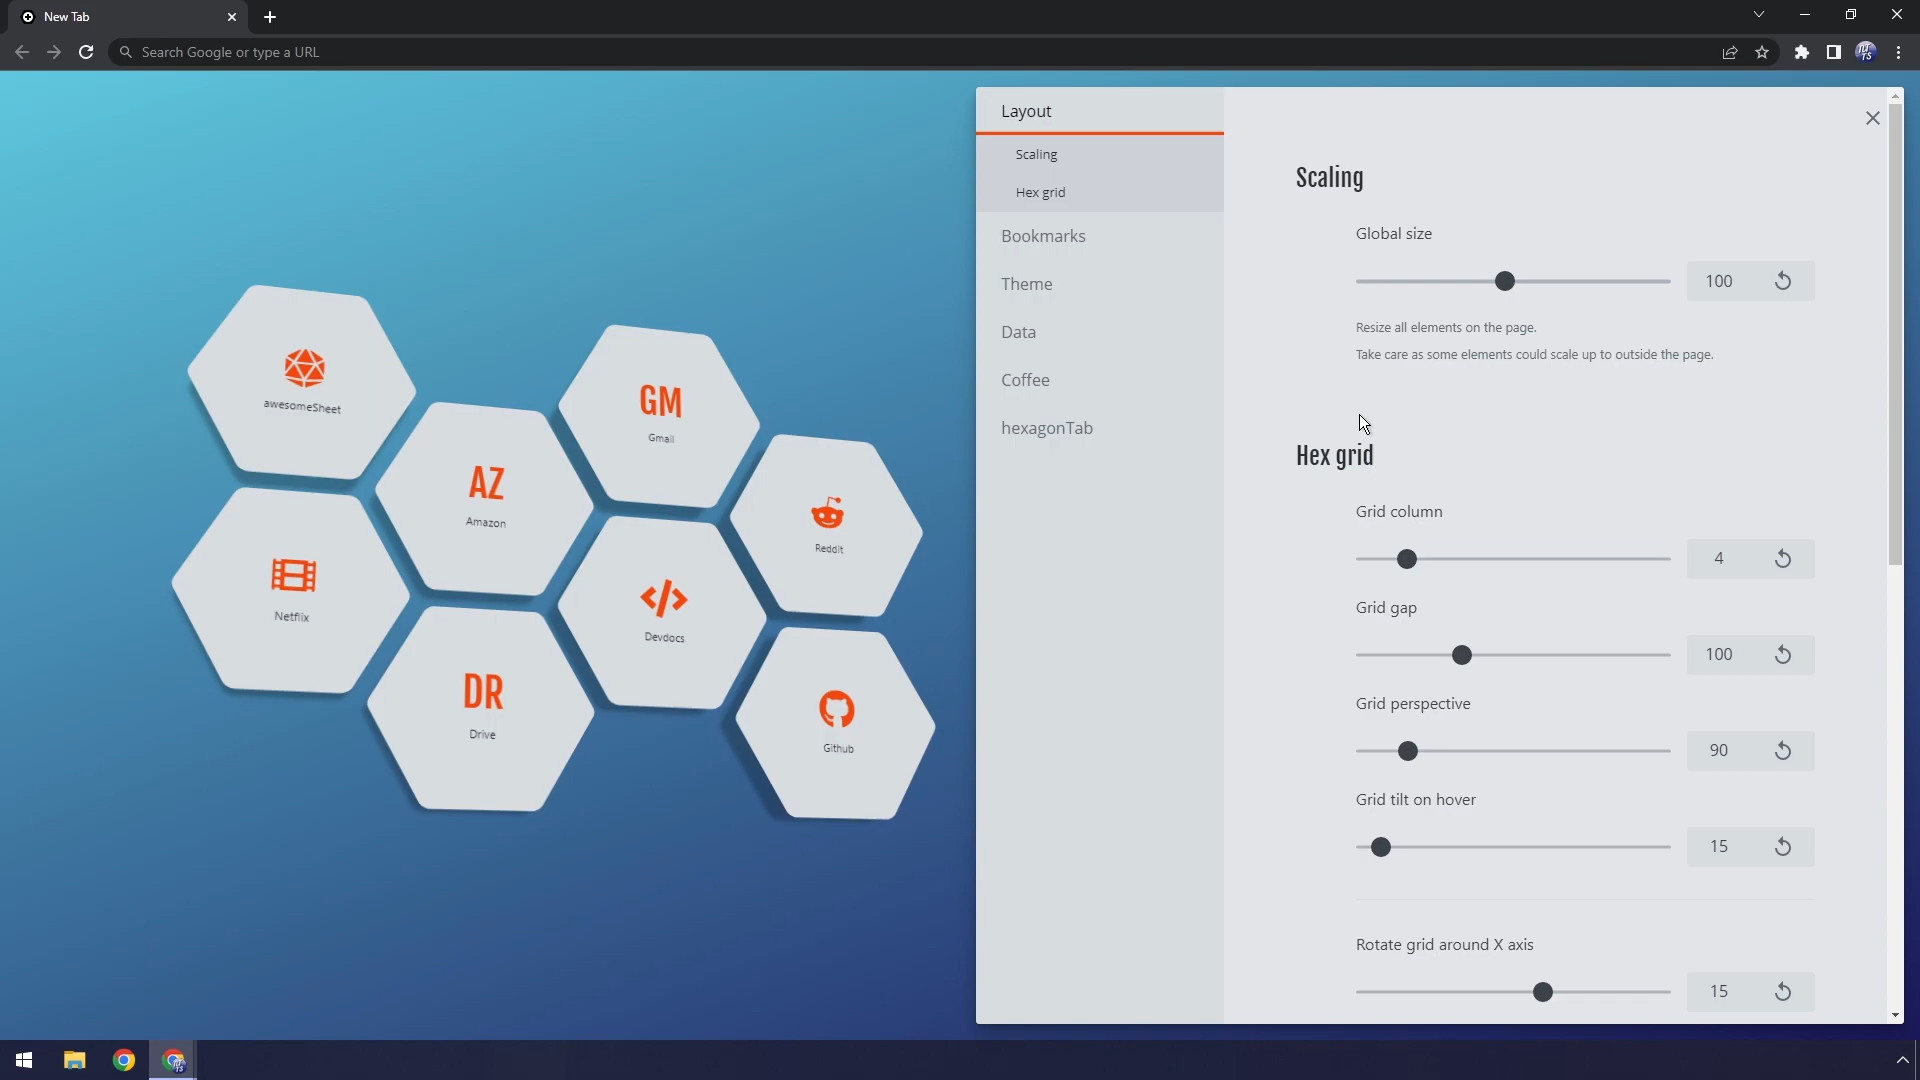 New Tab
Search Google or type a URL
awesomeSheet
GM
Gmail
AZ
Amazon
Reddit
Netflix
Devdocs
DR
Drive
Github
Layout
Scaling
Hex grid
Bookmarks
Theme
Data
Coffee
hexagonTab
Scaling
Global size
100
Resize all elements on the page.
Take care as some elements could scale up to outside the page.
Hex grid
Grid column
4
Grid gap
100
Grid perspective
90
Grid tilt on hover
15
Rotate grid around X axis
15